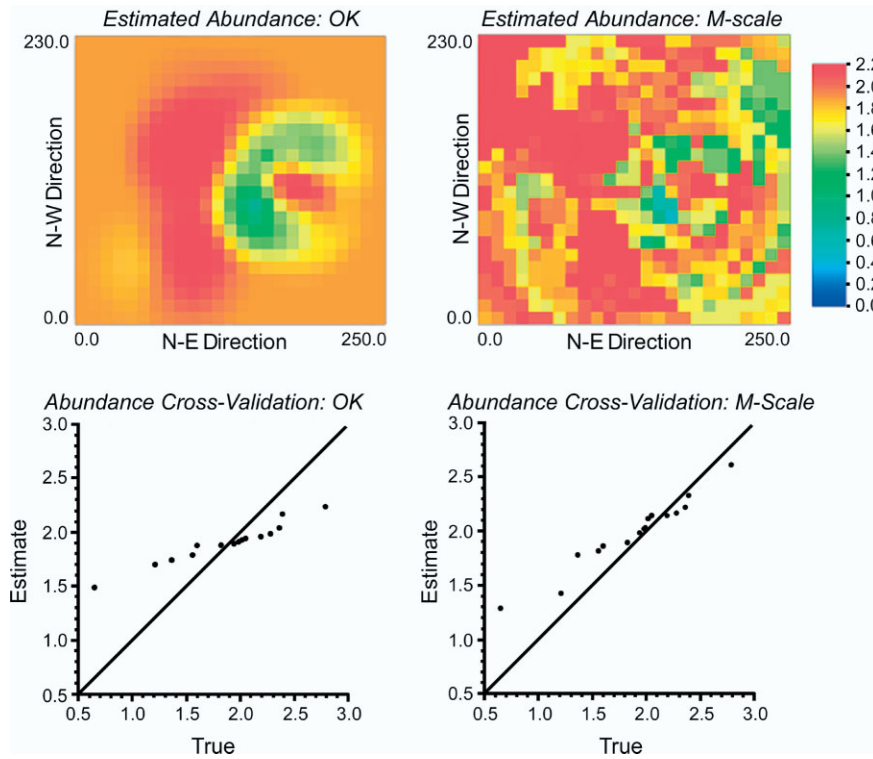 Estimated Abundance: OK
Estimated Abundance: M-scale
230.0
N-W Direction
0.0
0.0
N-E Direction
250.0
230.0
N-W Direction
0.0
0.0
N-E Direction
250.0
2.2
2.0
1.8
1.6
1.4
1.2
1.0
0.8
0.6
0.4
0.2
0.0
Abundance Cross-Validation: OK
3.0
2.5
2.0
1.5
1.0
0.5
Estimate
0.5 1.0 1.5 2.0 2.5 3.0
True
Abundance Cross-Validation: M-Scale
3.0
2.5
2.0
1.5
1.0
0.5
Estimate
0.5 1.0 1.5 2.0 2.5 3.0
True